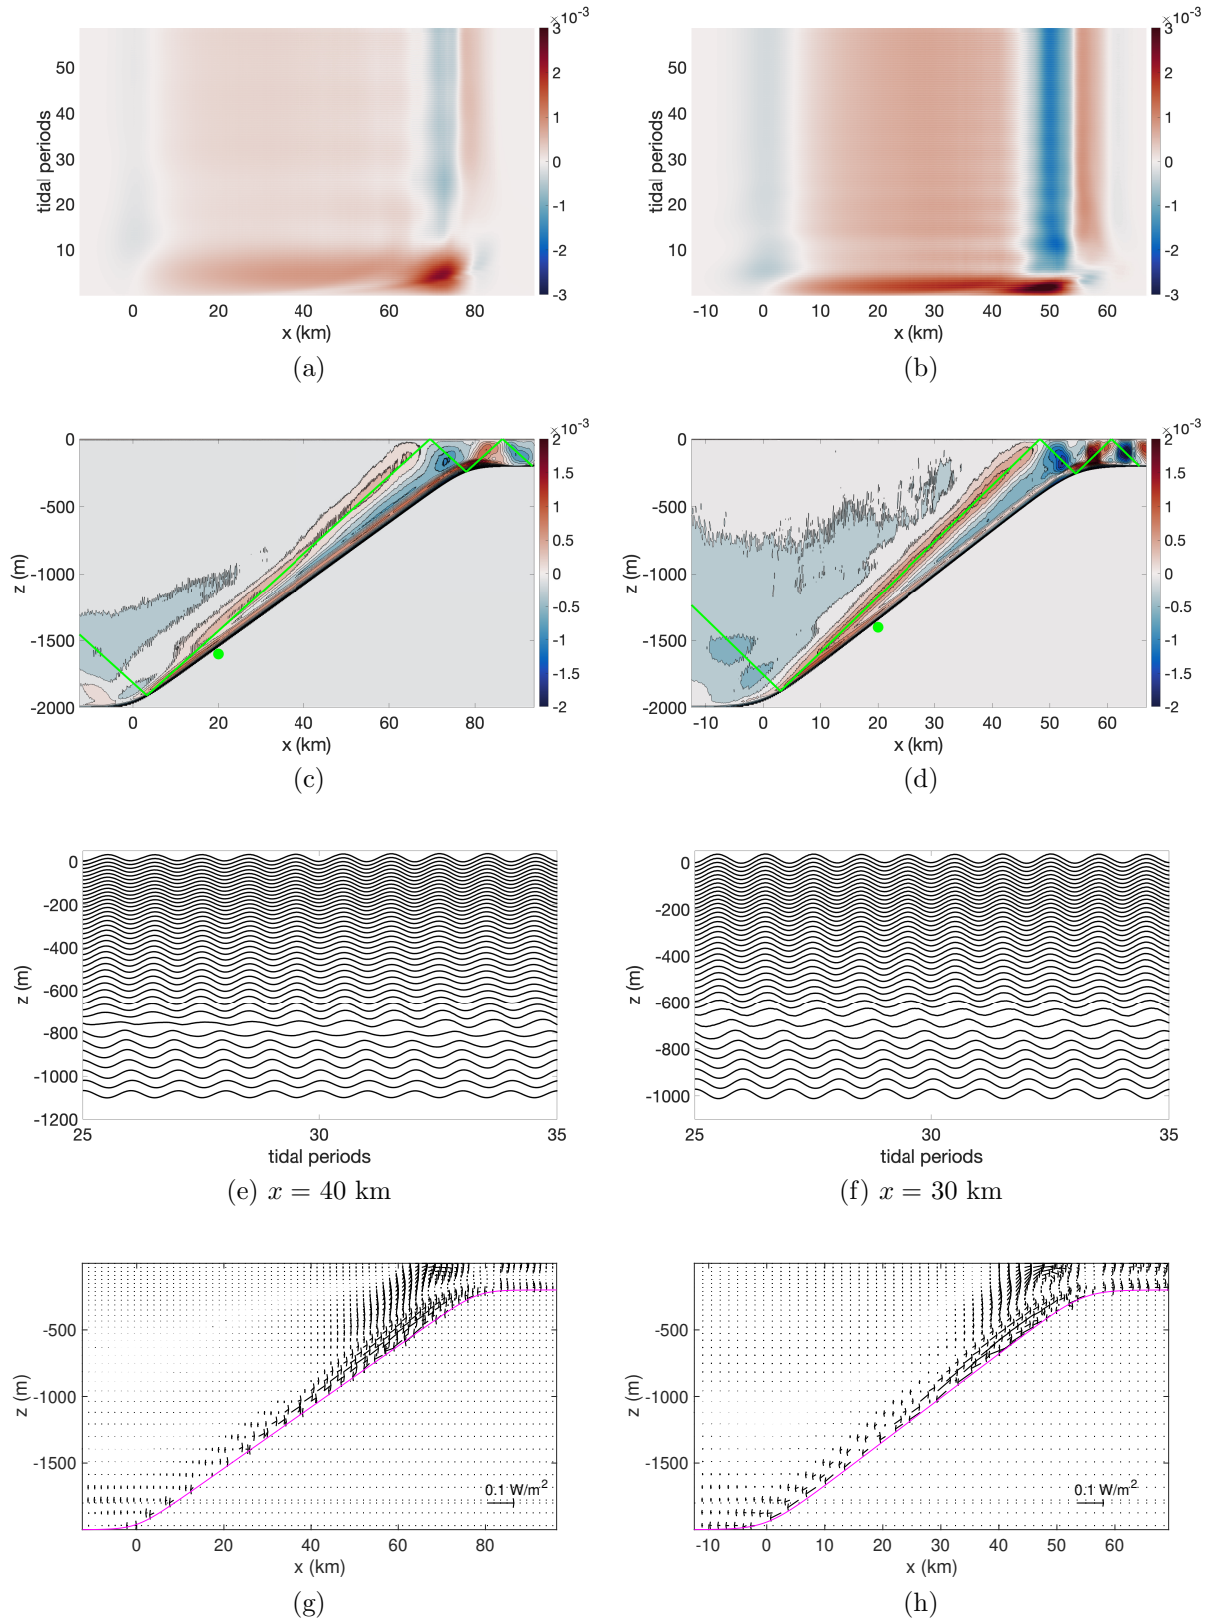 ×10⁻³
3
2
1
0
-1
-2
-3
50
40
30
20
10
tidal periods
0 20 40 60 80
x (km)
(a)
×10⁻³
3
2
1
0
-1
-2
-3
50
40
30
20
10
tidal periods
-10 0 10 20 30 40 50 60
x (km)
(b)
×10⁻³
2
1.5
1
0.5
0
-0.5
-1
-1.5
-2
0
-500
-1000
-1500
-2000
z (m)
0 20 40 60 80
x (km)
(c)
×10⁻³
2
1.5
1
0.5
0
-0.5
-1
-1.5
-2
0
-500
-1000
-1500
-2000
z (m)
-10 0 10 20 30 40 50 60
x (km)
(d)
0
-200
-400
-600
-800
-1000
-1200
z (m)
25 30 35
tidal periods
(e) x = 40 km
0
-200
-400
-600
-800
-1000
z (m)
25 30 35
tidal periods
(f) x = 30 km
-500
-1000
-1500
z (m)
0.1 W/m²
0 20 40 60 80
x (km)
(g)
-500
-1000
-1500
z (m)
0.1 W/m²
-10 0 10 20 30 40 50 60
x (km)
(h)